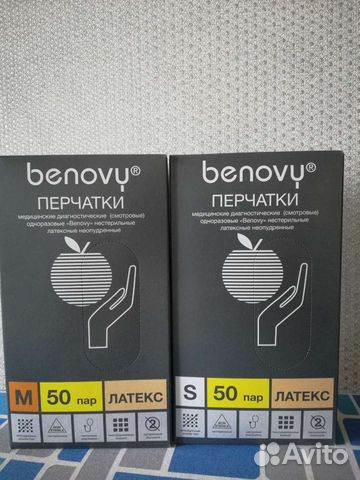 benovy®
ПЕРЧАТКИ
медицинские диагностические (смотровые)
одноразовые «Benovy» нестерильные
латексные неопудренные
M 50 пар ЛАТЕКС
benovy®
ПЕРЧАТКИ
медицинские диагностические (смотровые)
одноразовые «Benovy» нестерильные
латексные неопудренные
S 50 пар ЛАТЕКС
Avito